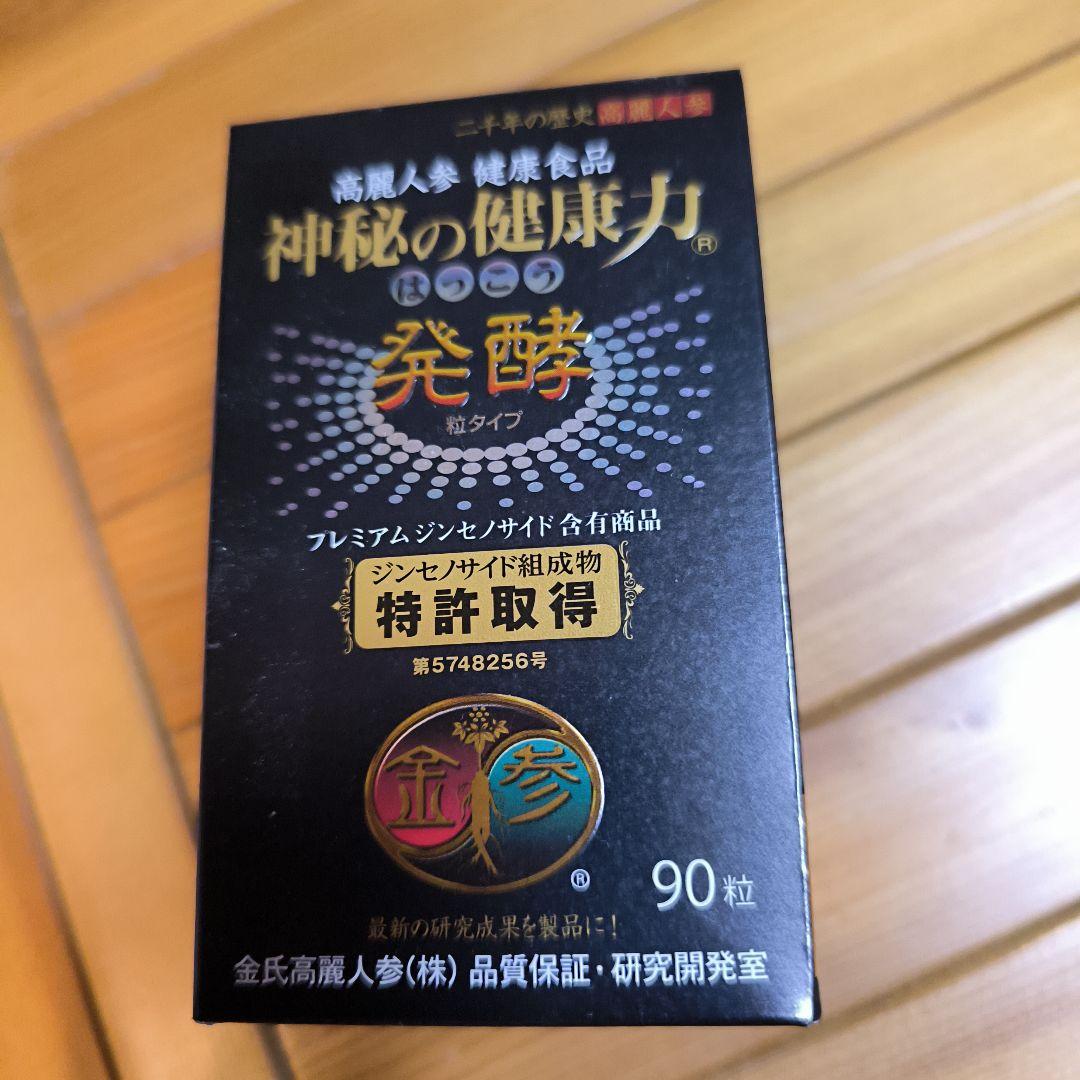 二千年の歴史 高麗人参
高麗人参 健康食品
神秘の健康力®
はっこう
発酵
粒タイプ
プレミアムジンセノサイド 含有商品
ジンセノサイド組成物
特許取得
第5748256号
金参
®
90粒
最新の研究成果を製品に!
金氏高麗人参(株) 品質保証・研究開発室